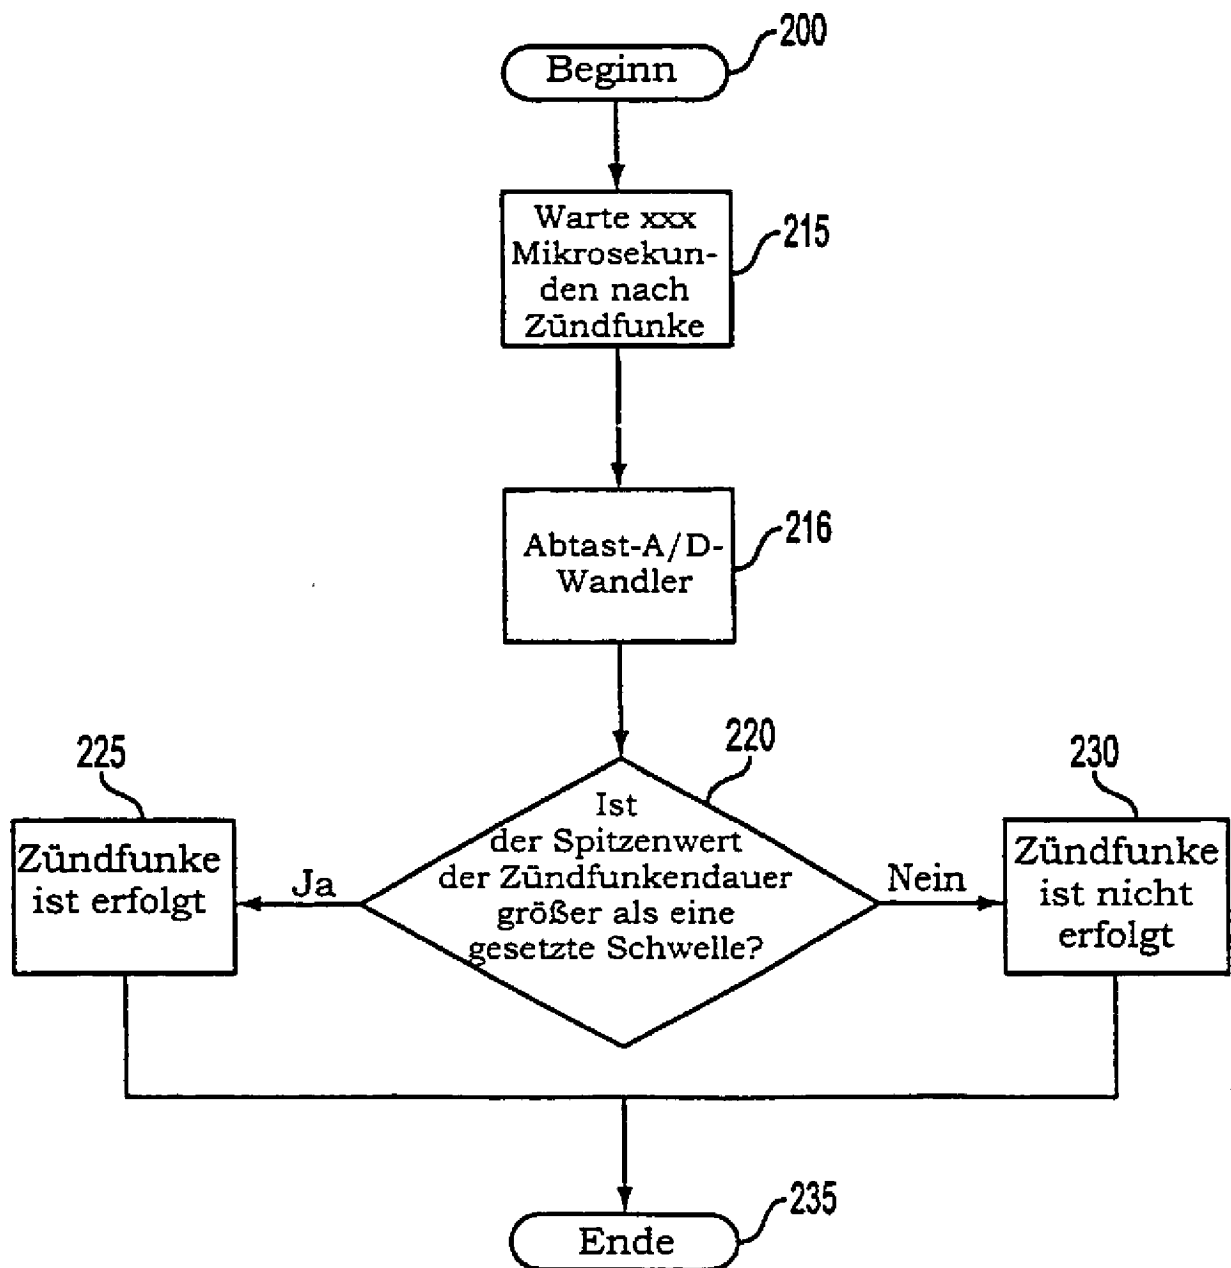 200
Beginn
Warte xxx
Mikrosekun-
den nach
Zündfunke
215
Abtast-A/D-
Wandler
216
220
Ist
der Spitzenwert
der Zündfunkendauer
größer als eine
gesetzte Schwelle?
Ja
Nein
225
Zündfunke
ist erfolgt
230
Zündfunke
ist nicht
erfolgt
235
Ende